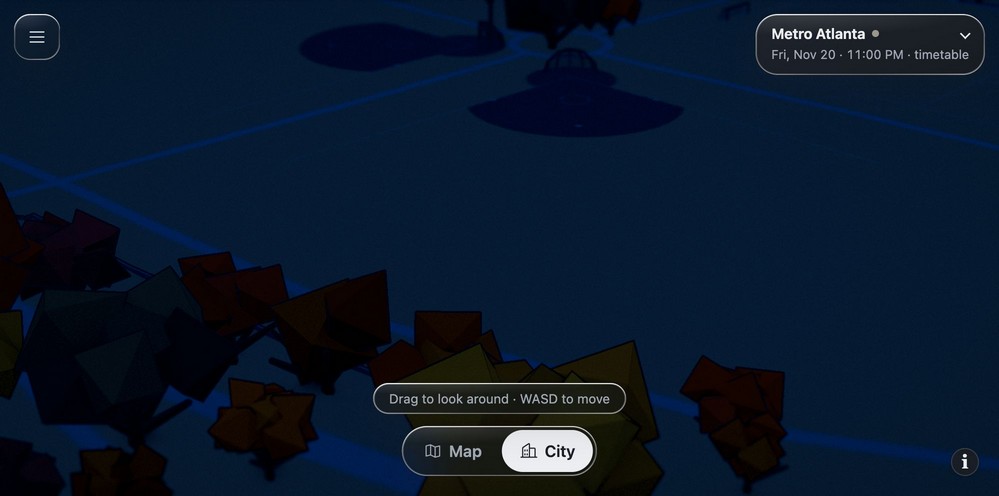 Metro Atlanta
Fri, Nov 20 · 11:00 PM · timetable
Drag to look around · WASD to move
Map
City